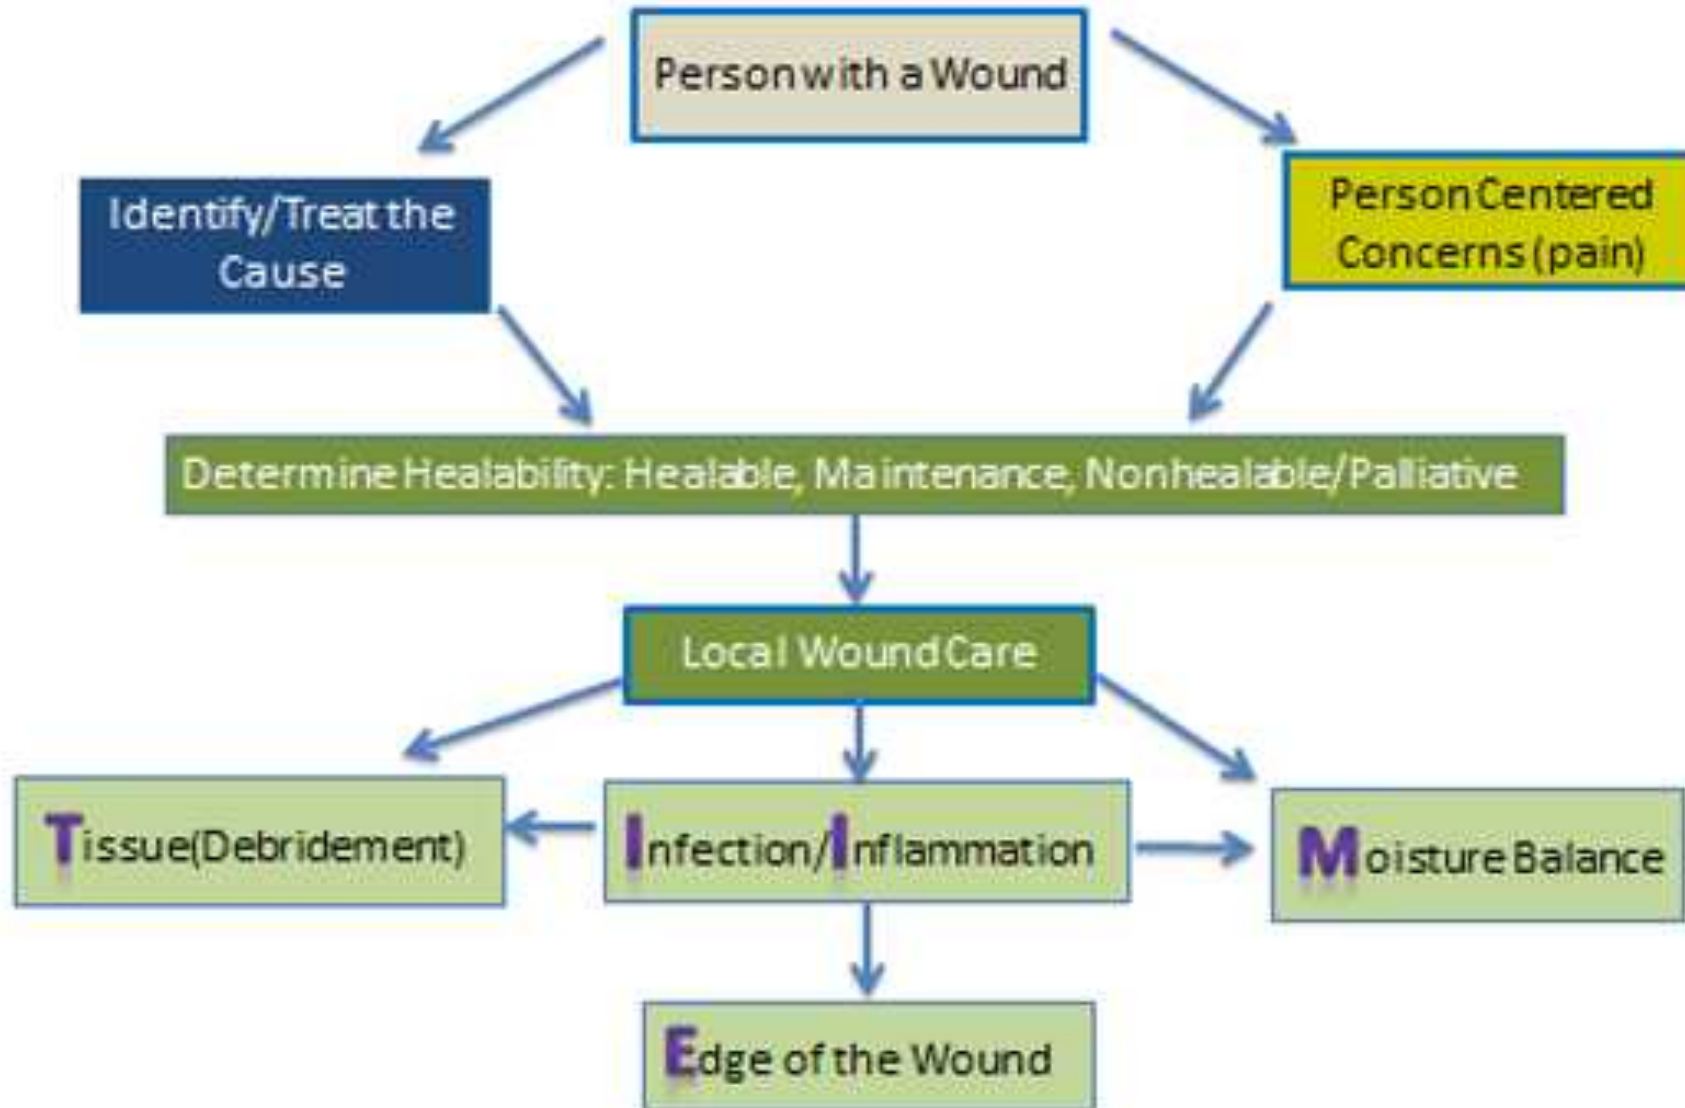 Person with a Wound
Identify/Treat the
Cause
Person Centered
Concerns (pain)
Determine Healability: Healable, Maintenance, Nonhealable/Palliative
Local Wound Care
Tissue(Debridement)
Infection/Inflammation
Moisture Balance
Edge of the Wound